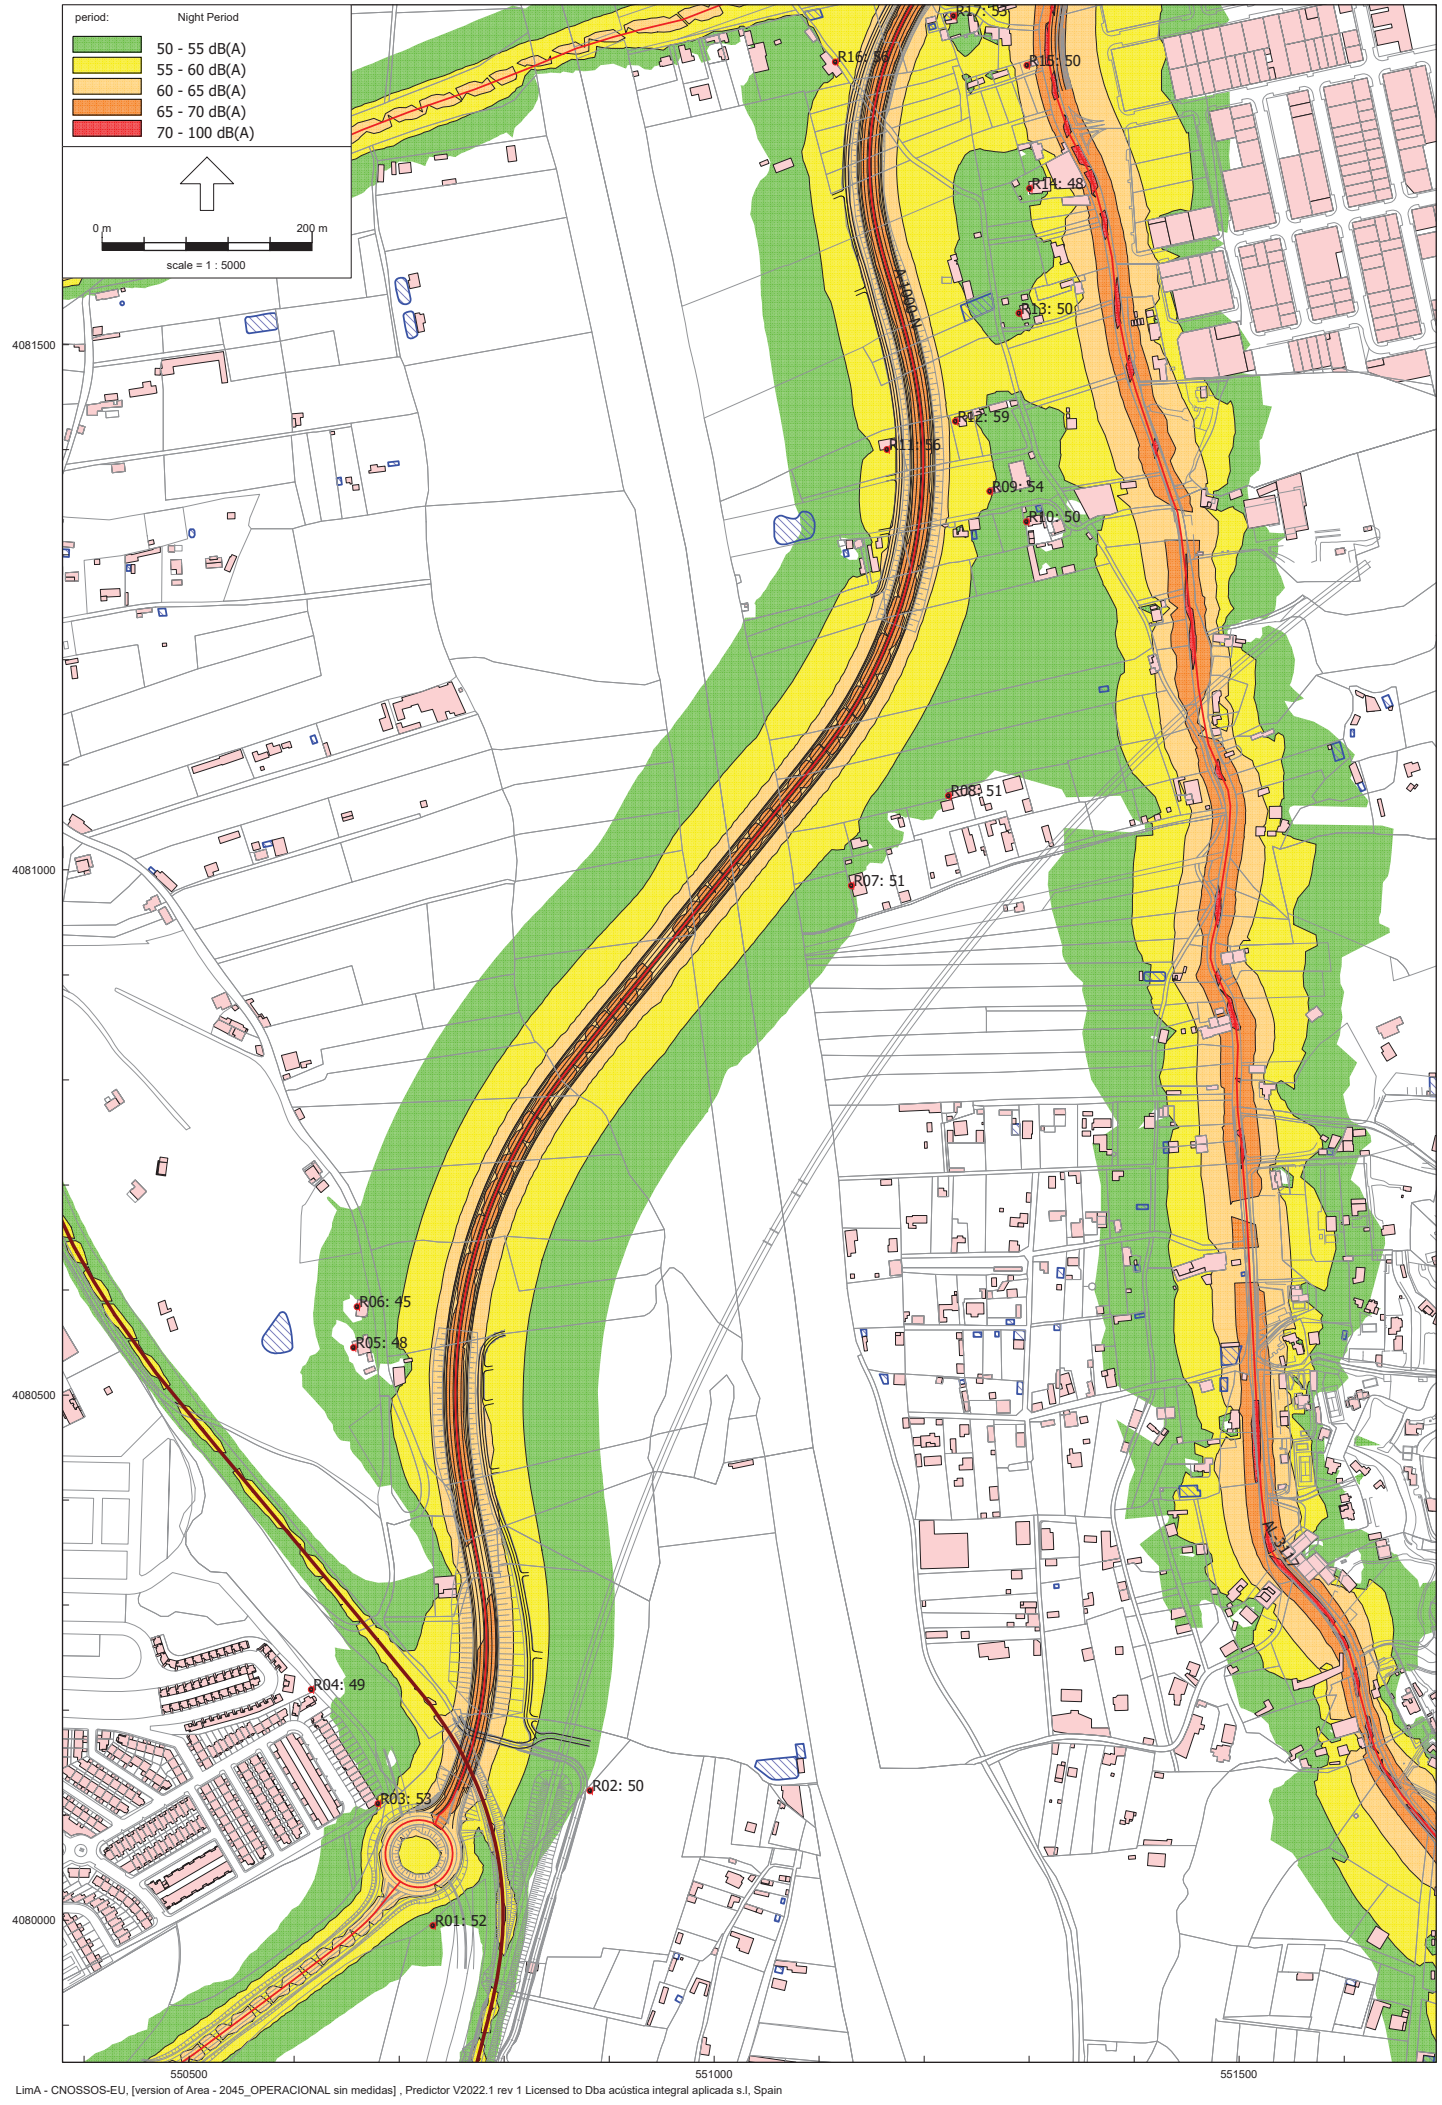 period: Night Period
50 - 55 dB(A)
55 - 60 dB(A)
60 - 65 dB(A)
65 - 70 dB(A)
70 - 100 dB(A)
0 m 200 m
scale = 1 : 5000
R17: 53
R16: 56
R15: 50
R14: 48
A-1000-N
R13: 50
4081500
R12: 59
R11: 56
R09: 54
R10: 50
R08: 51
4081000
R07: 51
R06: 45
R05: 48
4080500
AL-3117
R04: 49
R02: 50
R03: 53
4080000
R01: 52
550500 551000 551500
LimA - CNOSSOS-EU, [version of Area - 2045_OPERACIONAL sin medidas] , Predictor V2022.1 rev 1 Licensed to Dba acústica integral aplicada s.l, Spain